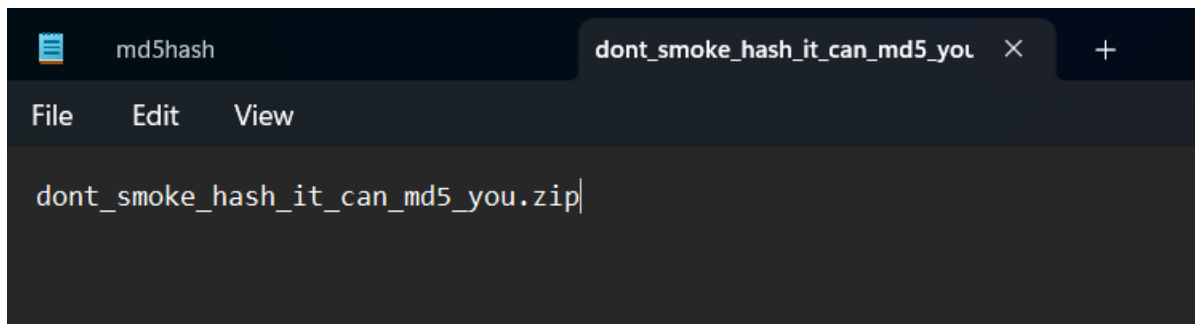 md5hash dont_smoke_hash_it_can_md5_you
File Edit View
dont_smoke_hash_it_can_md5_you.zip